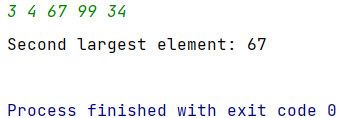 3 4 67 99 34
Second largest element: 67
Process finished with exit code 0